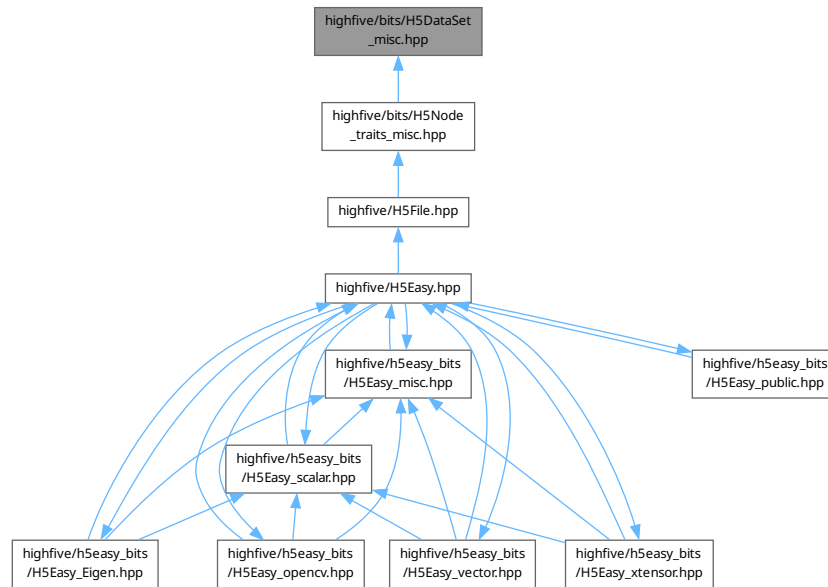 highfive/bits/H5DataSet
_misc.hpp
highfive/bits/H5Node
_traits_misc.hpp
highfive/H5File.hpp
highfive/H5Easy.hpp
highfive/h5easy_bits
/H5Easy_misc.hpp
highfive/h5easy_bits
/H5Easy_public.hpp
highfive/h5easy_bits
/H5Easy_scalar.hpp
highfive/h5easy_bits
/H5Easy_Eigen.hpp
highfive/h5easy_bits
/H5Easy_opencv.hpp
highfive/h5easy_bits
/H5Easy_vector.hpp
highfive/h5easy_bits
/H5Easy_xtensor.hpp